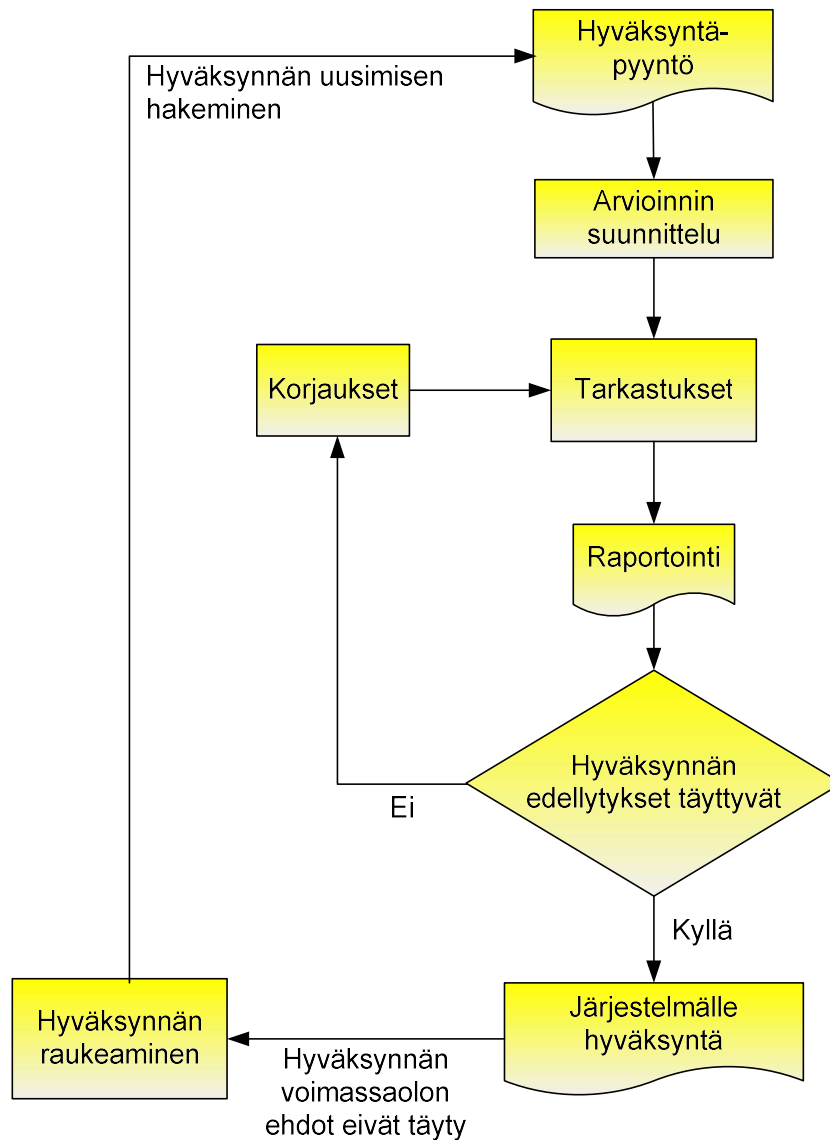 Hyväksyntä-
pyyntö
Hyväksynnän uusimisen
hakeminen
Arvioinnin
suunnittelu
Korjaukset
Tarkastukset
Raportointi
Hyväksynnän
edellytykset täyttyvät
Ei
Kyllä
Järjestelmälle
hyväksyntä
Hyväksynnän
raukeaminen
Hyväksynnän
voimassaolon
ehdot eivät täyty